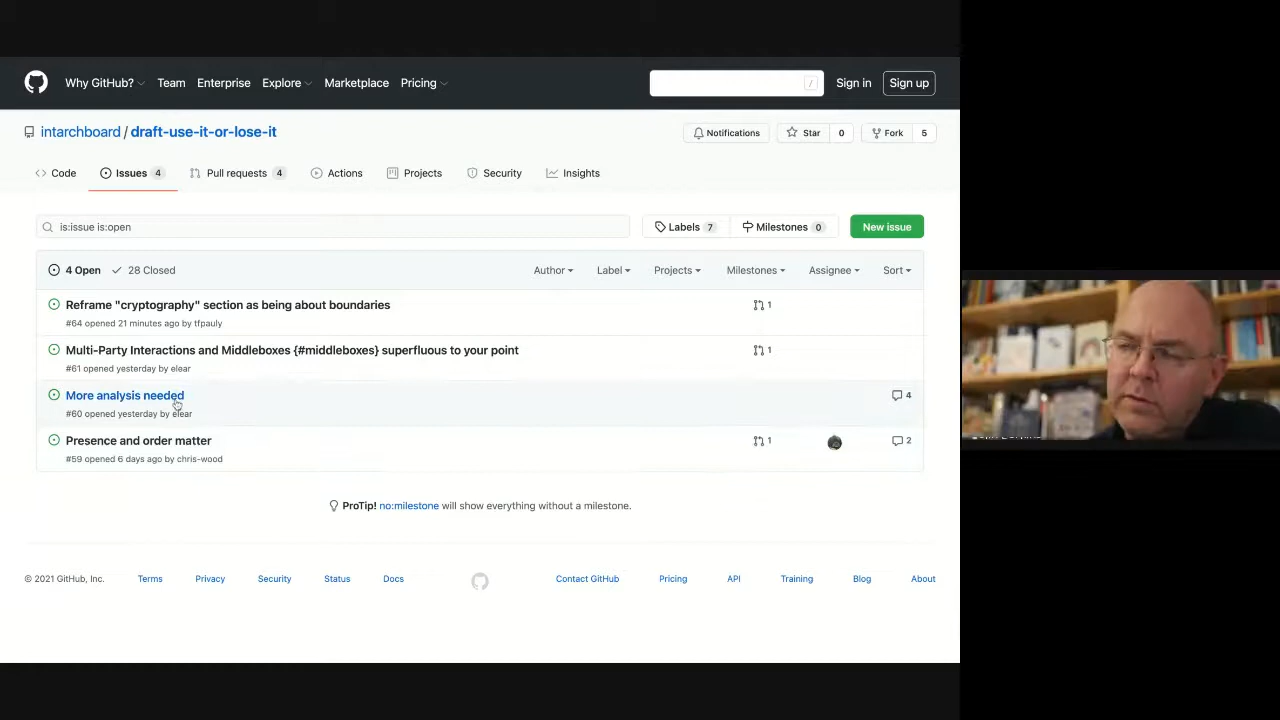 Why GitHub? Team Enterprise Explore Marketplace Pricing / Sign in Sign up
intarchboard / draft-use-it-or-lose-it Notifications Star 0 Fork 5
Code Issues 4 Pull requests 4 Actions Projects Security Insights
is:issue is:open Labels 7 Milestones 0 New issue
4 Open 28 Closed Author Label Projects Milestones Assignee Sort
Reframe "cryptography" section as being about boundaries 1
#64 opened 21 minutes ago by tfpauly
Multi-Party Interactions and Middleboxes {#middleboxes} superfluous to your point 1
#61 opened yesterday by elear
More analysis needed 4
#60 opened yesterday by elear
Presence and order matter 1 2
#59 opened 6 days ago by chris-wood
ProTip! no:milestone will show everything without a milestone.
© 2021 GitHub, Inc. Terms Privacy Security Status Docs Contact GitHub Pricing API Training Blog About